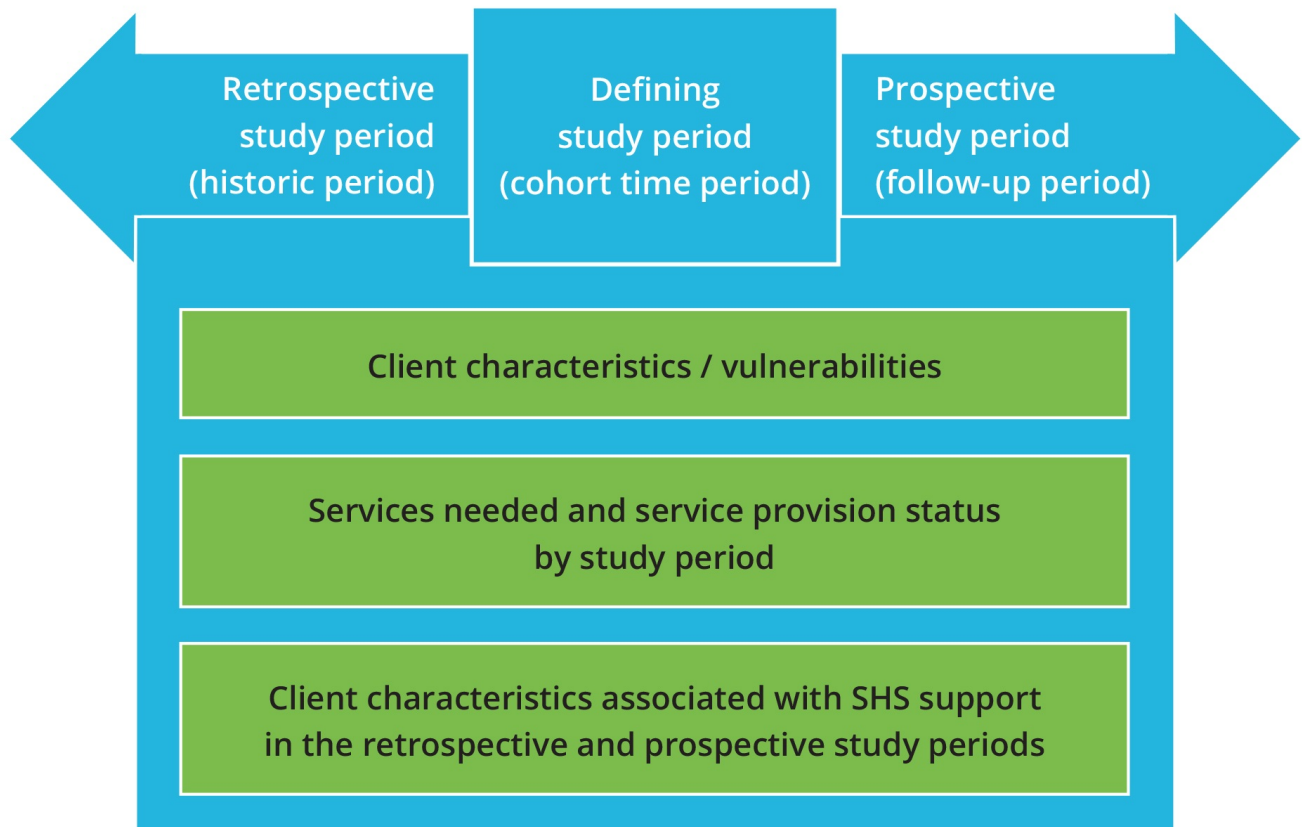 Retrospective
study period
(historic period)
Defining
study period
(cohort time period)
Prospective
study period
(follow-up period)
Client characteristics / vulnerabilities
Services needed and service provision status
by study period
Client characteristics associated with SHS support
in the retrospective and prospective study periods